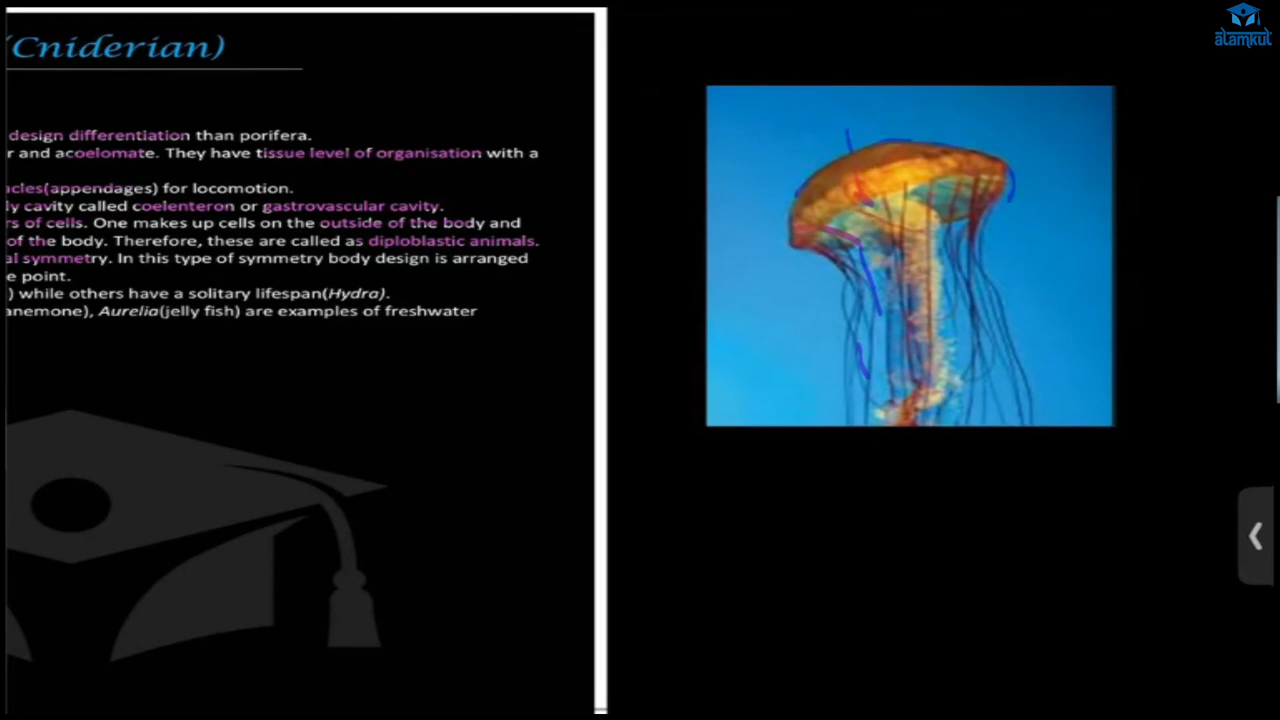 (Cniderian)
design differentiation than porifera.
r and acoelomate. They have tissue level of organisation with a
acles(appendages) for locomotion.
ly cavity called coelenteron or gastrovascular cavity.
rs of cells. One makes up cells on the outside of the body and
of the body. Therefore, these are called as diploblastic animals.
al symmetry. In this type of symmetry body design is arranged
e point.
) while others have a solitary lifespan(Hydra).
anemone), Aurelia(jelly fish) are examples of freshwater
alamkul